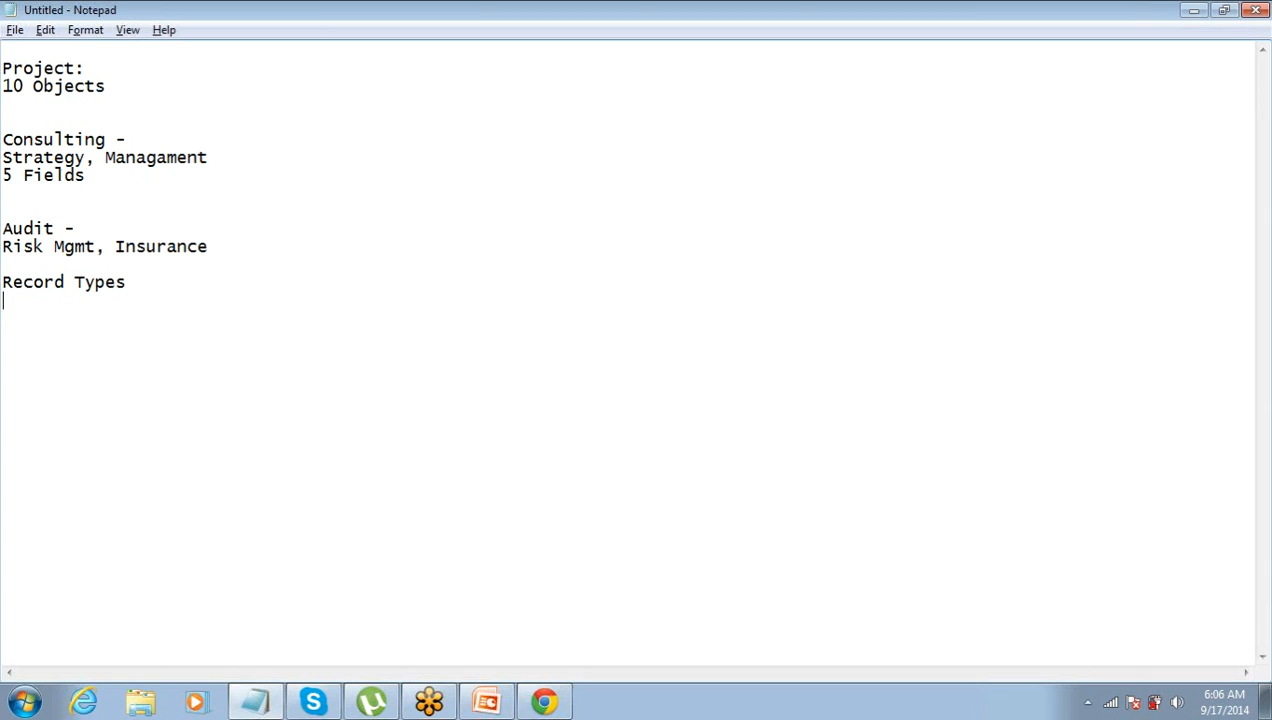 Untitled - Notepad
File Edit Format View Help
Project:
10 Objects
Consulting -
Strategy, Managament
5 Fields
Audit -
Risk Mgmt, Insurance
Record Types
6:06 AM
9/17/2014